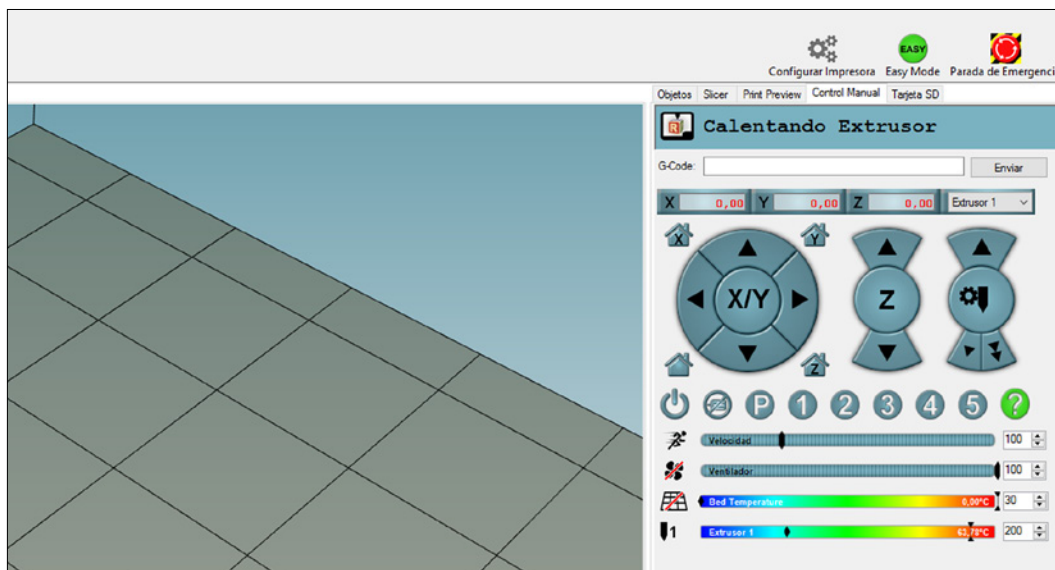 EASY
Configurar Impresora Easy Mode Parada de Emergenci
Objetos Slicer Print Preview Control Manual Tarjeta SD
R Calentando Extrusor
G-Code: Enviar
X 0,00 Y 0,00 Z 0,00 Extrusor 1
X Y
X/Y Z
Z
P 1 2 3 4 5 ?
Velocidad 100
Ventilador 100
Bed Temperature 0,00°C 30
1 Extrusor 1 63,78°C 200